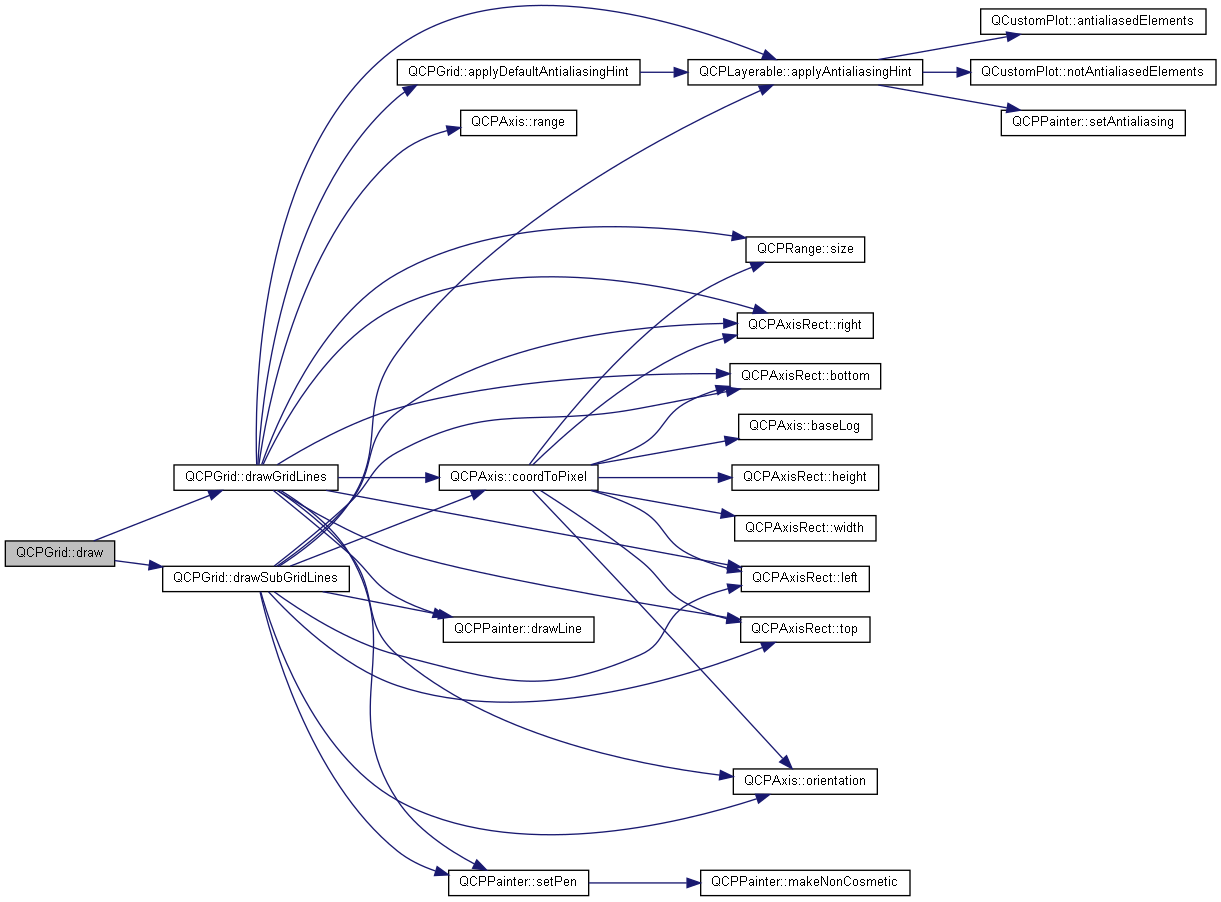 QCustomPlot::antialiasedElements
QCPGrid::applyDefaultAntialiasingHint
QCPLayerable::applyAntialiasingHint
QCustomPlot::notAntialiasedElements
QCPAxis::range
QCPPainter::setAntialiasing
QCPRange::size
QCPAxisRect::right
QCPAxisRect::bottom
QCPAxis::baseLog
QCPGrid::drawGridLines
QCPAxis::coordToPixel
QCPAxisRect::height
QCPAxisRect::width
QCPGrid::draw
QCPGrid::drawSubGridLines
QCPAxisRect::left
QCPPainter::drawLine
QCPAxisRect::top
QCPAxis::orientation
QCPPainter::setPen
QCPPainter::makeNonCosmetic